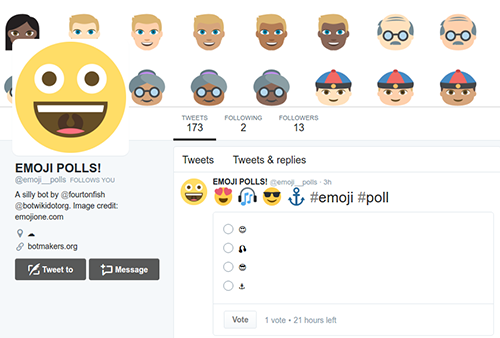 TWEETS FOLLOWING FOLLOWERS
173 2 13
EMOJI POLLS!
@emoji__polls FOLLOWS YOU
A silly bot by @fourtonfish
@botwikidotorg. Image credit:
emojione.com
☁
botmakers.org
Tweet to Message
Tweets Tweets & replies
EMOJI POLLS! @emoji__polls · 3h
😍 🎧 😎 ⚓ #emoji #poll
😍
🎧
😎
⚓
Vote 1 vote • 21 hours left